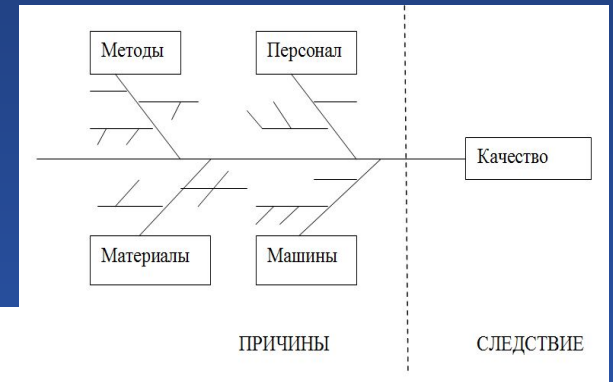 Методы
Персонал
Качество
Материалы
Машины
ПРИЧИНЫ
СЛЕДСТВИЕ